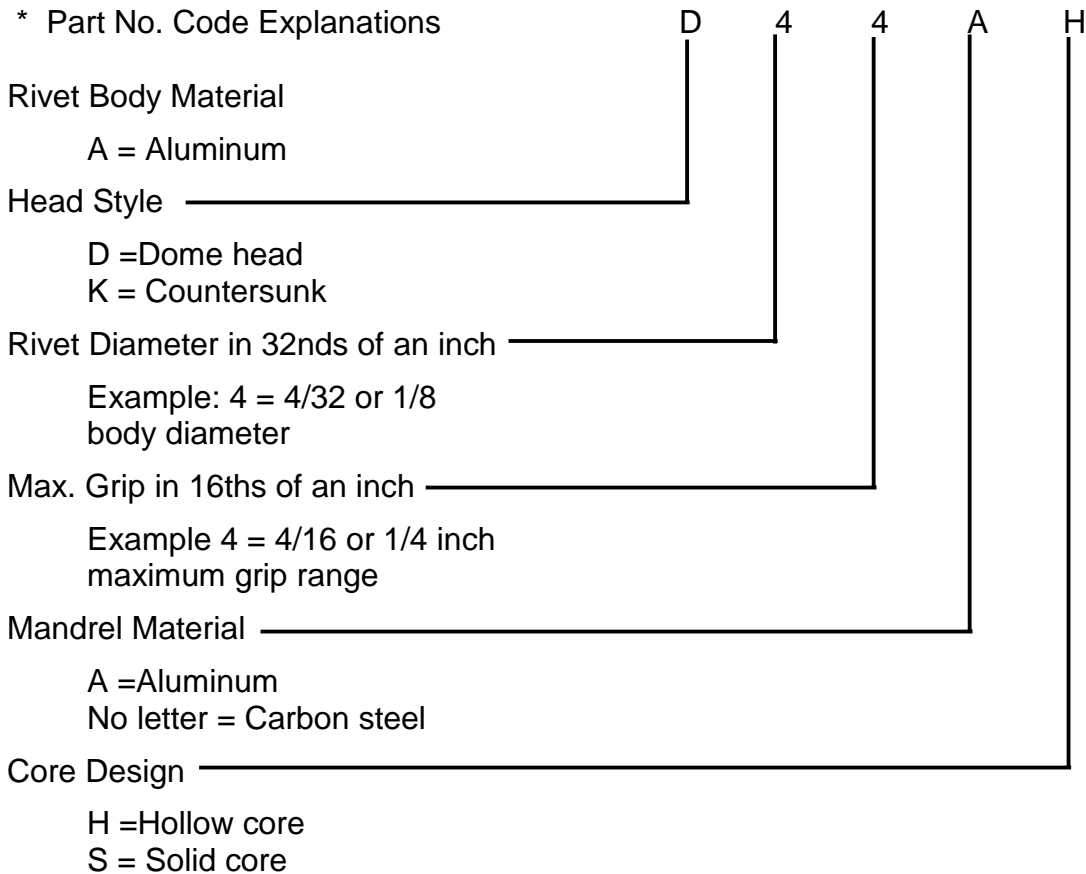 * Part No. Code Explanations D 4 4 A H
Rivet Body Material
A = Aluminum
Head Style
D =Dome head
K = Countersunk
Rivet Diameter in 32nds of an inch
Example: 4 = 4/32 or 1/8
body diameter
Max. Grip in 16ths of an inch
Example 4 = 4/16 or 1/4 inch
maximum grip range
Mandrel Material
A =Aluminum
No letter = Carbon steel
Core Design
H =Hollow core
S = Solid core